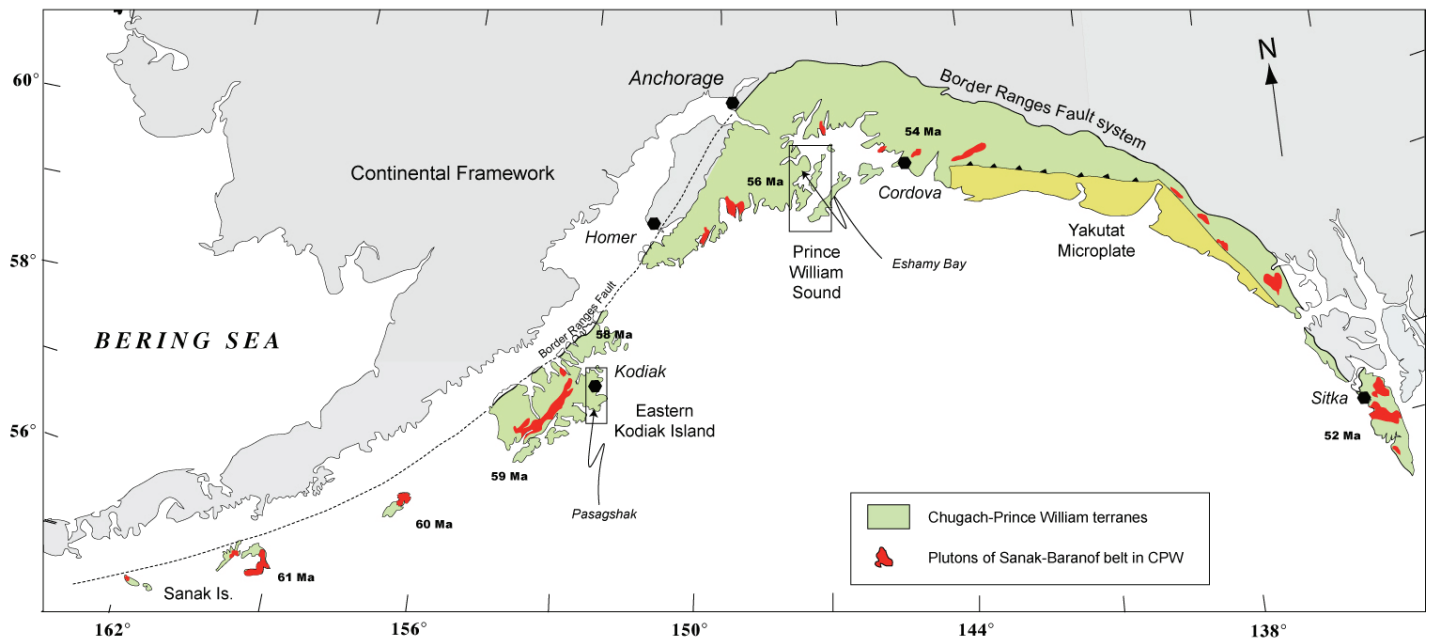 60°
58°
56°
162°
156°
150°
144°
138°
N
Anchorage
Border Ranges Fault system
54 Ma
Continental Framework
56 Ma
Cordova
Homer
Yakutat
Microplate
Prince
William
Sound
Eshamy Bay
BERING SEA
Border Ranges Fault
58 Ma
Kodiak
Eastern
Kodiak Island
Sitka
52 Ma
59 Ma
Pasagshak
60 Ma
61 Ma
Sanak Is.
Chugach-Prince William terranes
Plutons of Sanak-Baranof belt in CPW